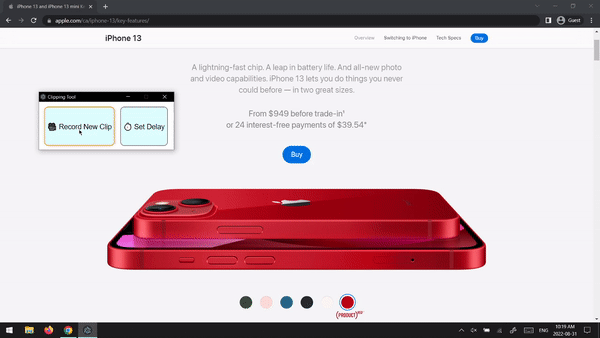 iPhone 13 and iPhone 13 mini
apple.com/ca/iphone-13/key-features/
Guest
iPhone 13
Overview
Switching to iPhone
Tech Specs
Buy
A lightning-fast chip. A leap in battery life. And all-new photo
and video capabilities. iPhone 13 lets you do things you never
could before — in two great sizes.
Clipping Tool
Record New Clip
Set Delay
From $949 before trade-in¹
or 24 interest-free payments of $39.54*
Buy
(PRODUCT)RED
ENG
10:19 AM
2022-08-31